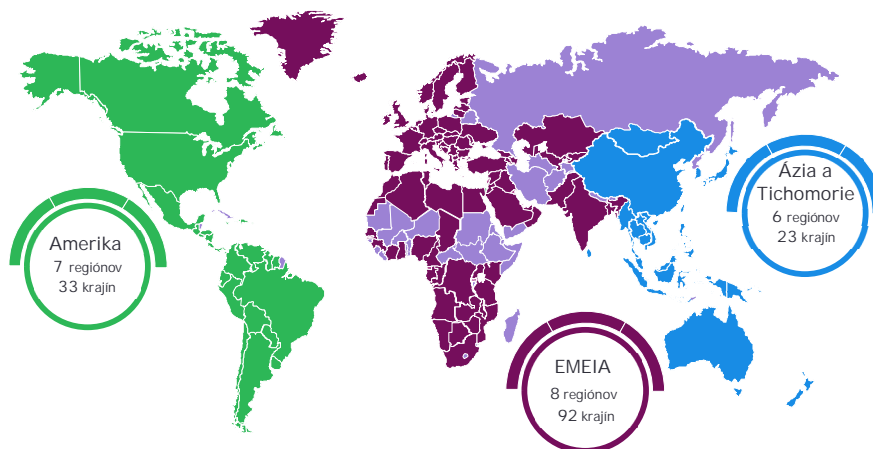 Amerika
7 regiónov
33 krajín
EMEIA
8 regiónov
92 krajín
Ázia a
Tichomorie
6 regiónov
23 krajín